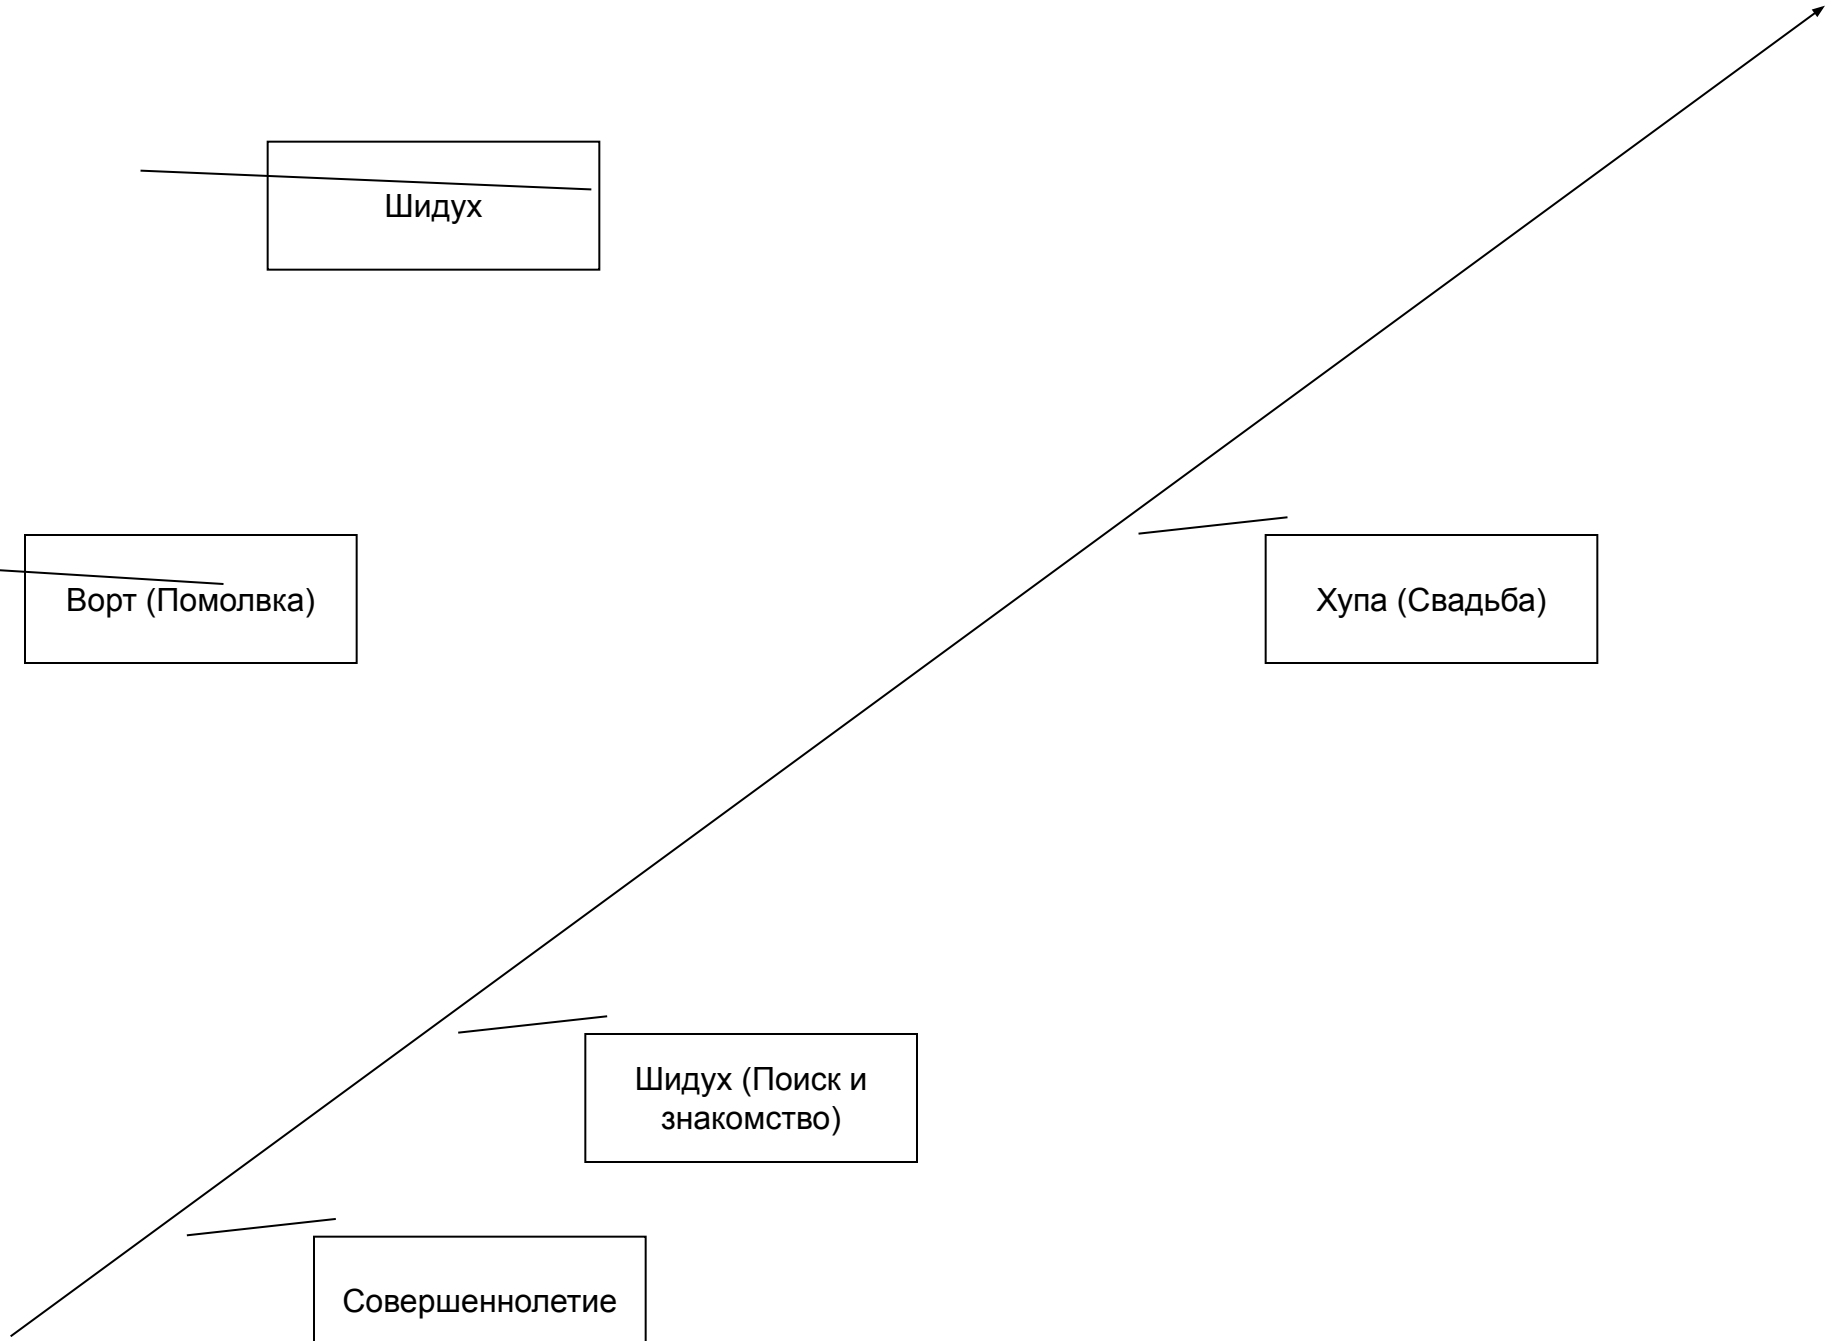 Шидух
Ворт (Помолвка)
Хупа (Свадьба)
Шидух (Поиск и
знакомство)
Совершеннолетие